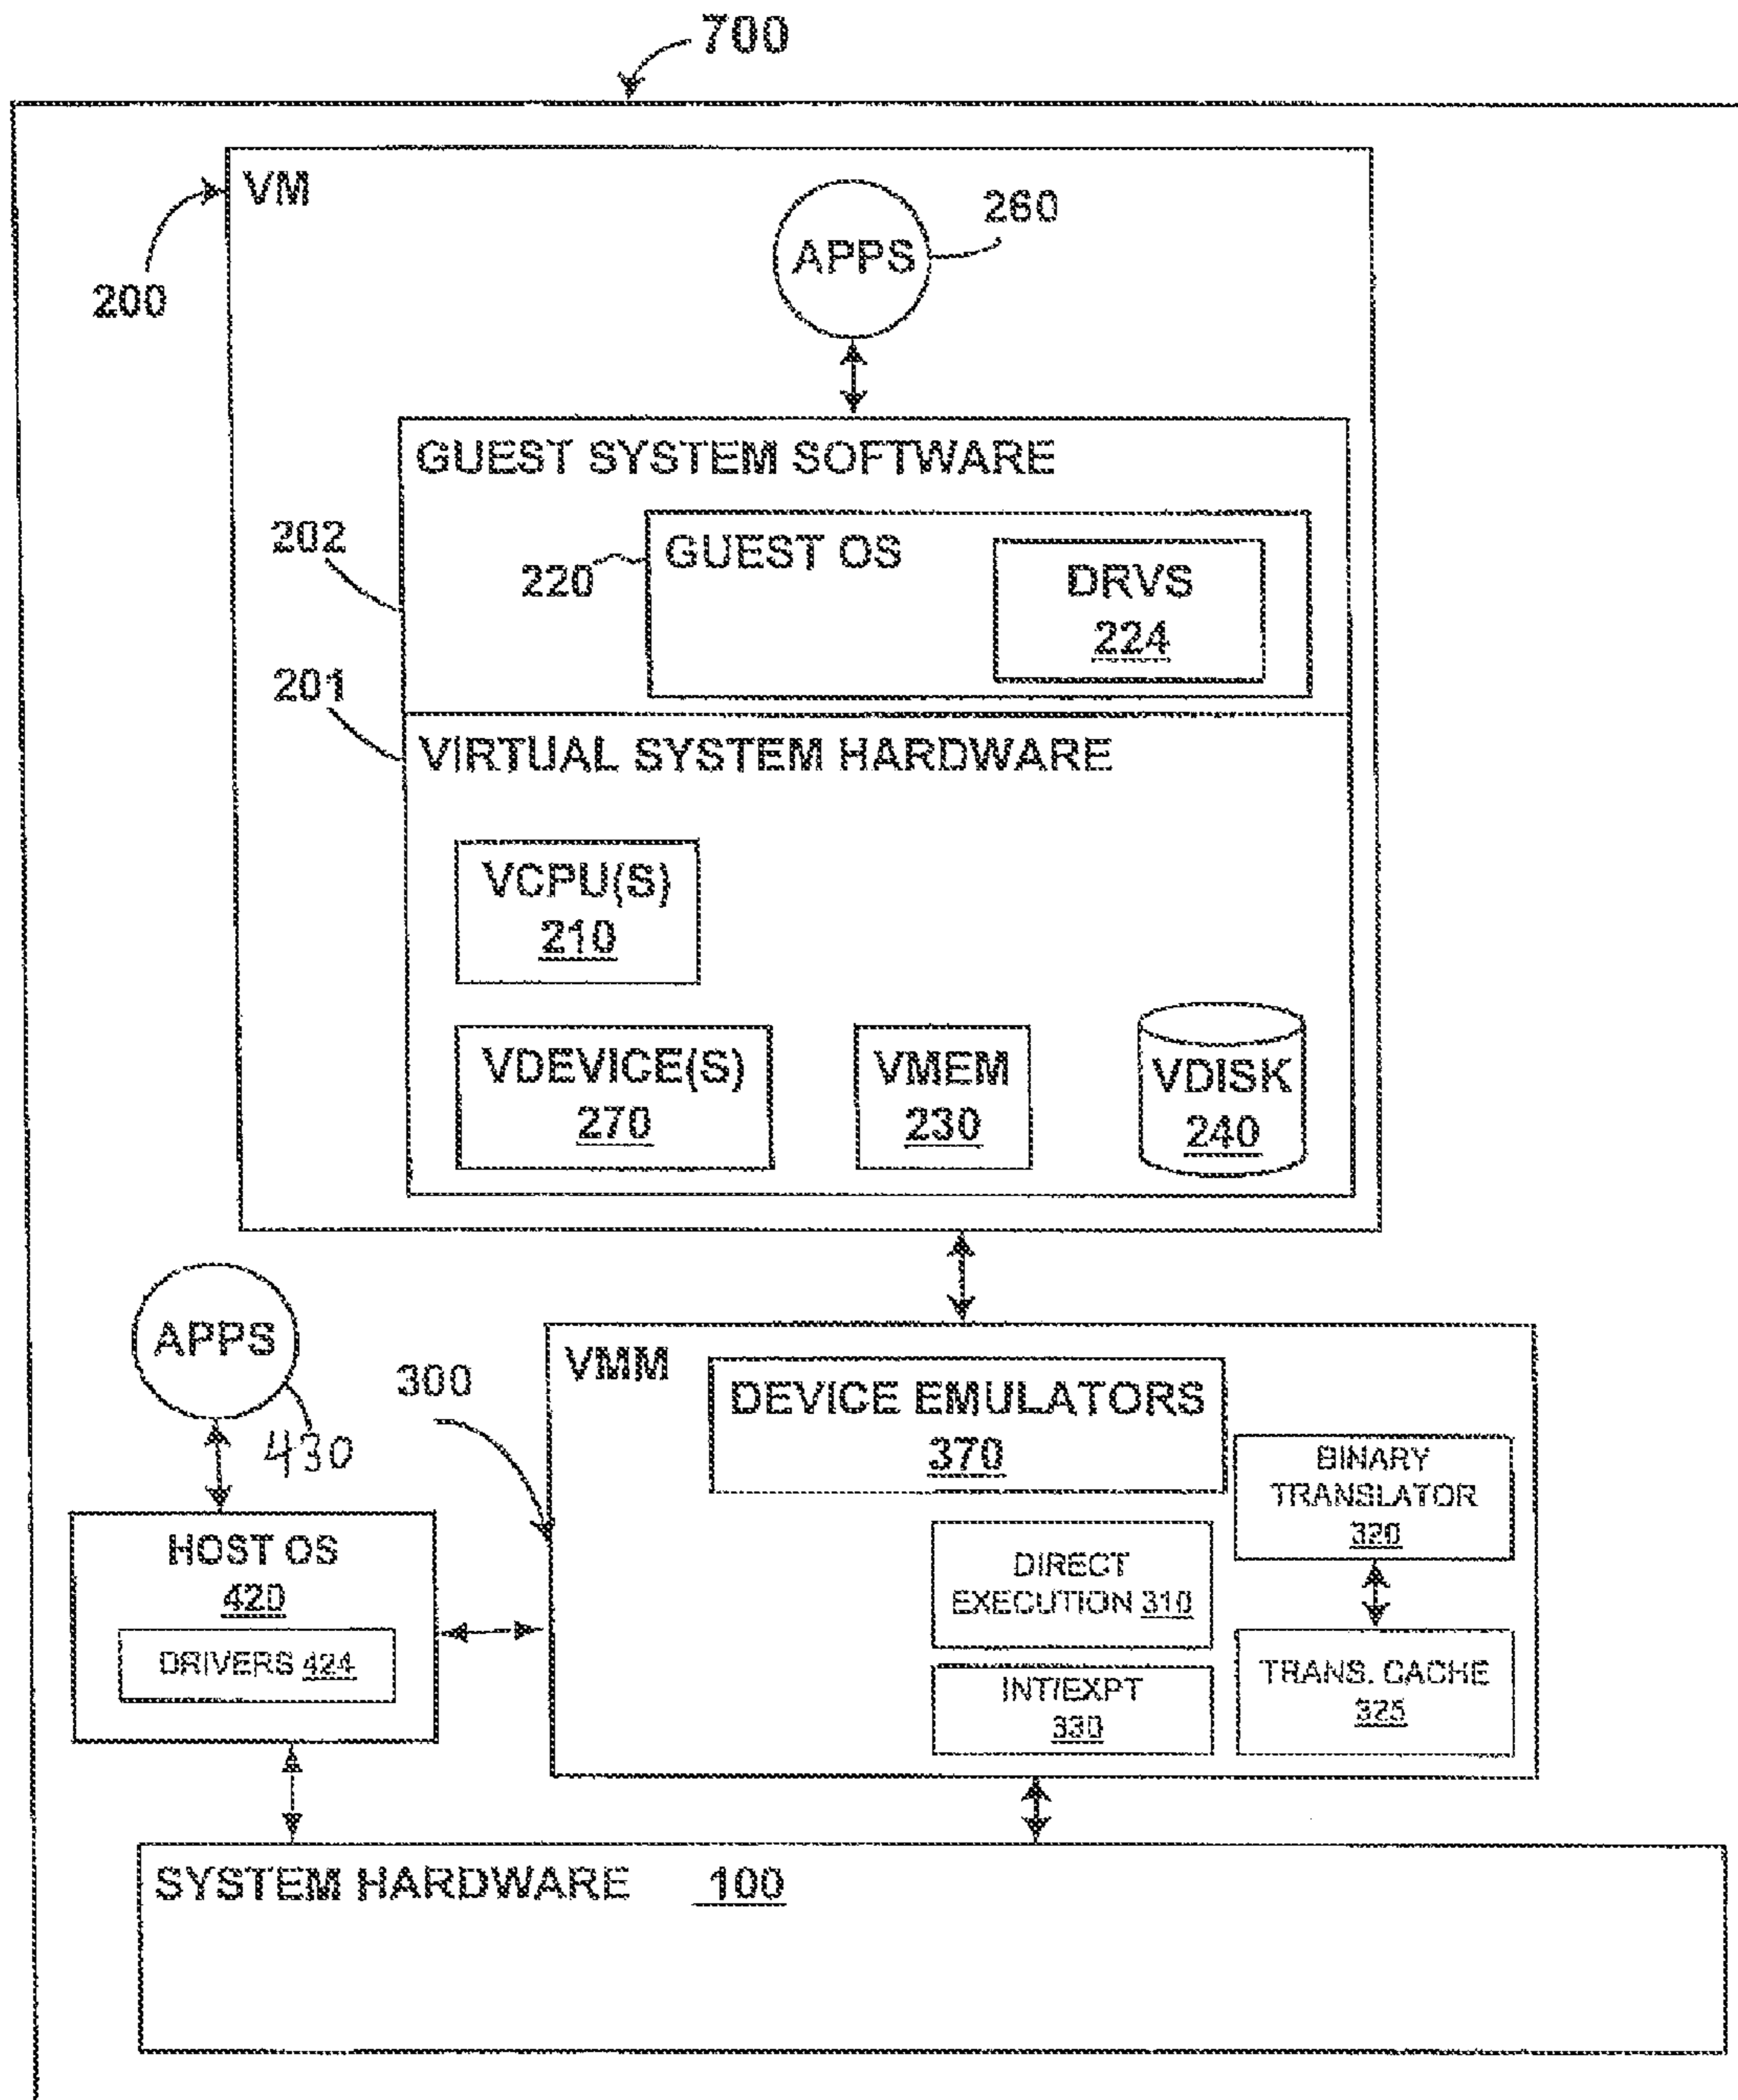 700
VM
200
APPS
260
GUEST SYSTEM SOFTWARE
202
220
GUEST OS
DRVS
224
201
VIRTUAL SYSTEM HARDWARE
VCPU(S)
210
VDEVICE(S)
270
VMEM
230
VDISK
240
APPS
430
300
VMM
DEVICE EMULATORS
370
BINARY
TRANSLATOR
320
DIRECT
EXECUTION 310
HOST OS
420
DRIVERS 424
INT/EXPT
330
TRANS. CACHE
325
SYSTEM HARDWARE 100